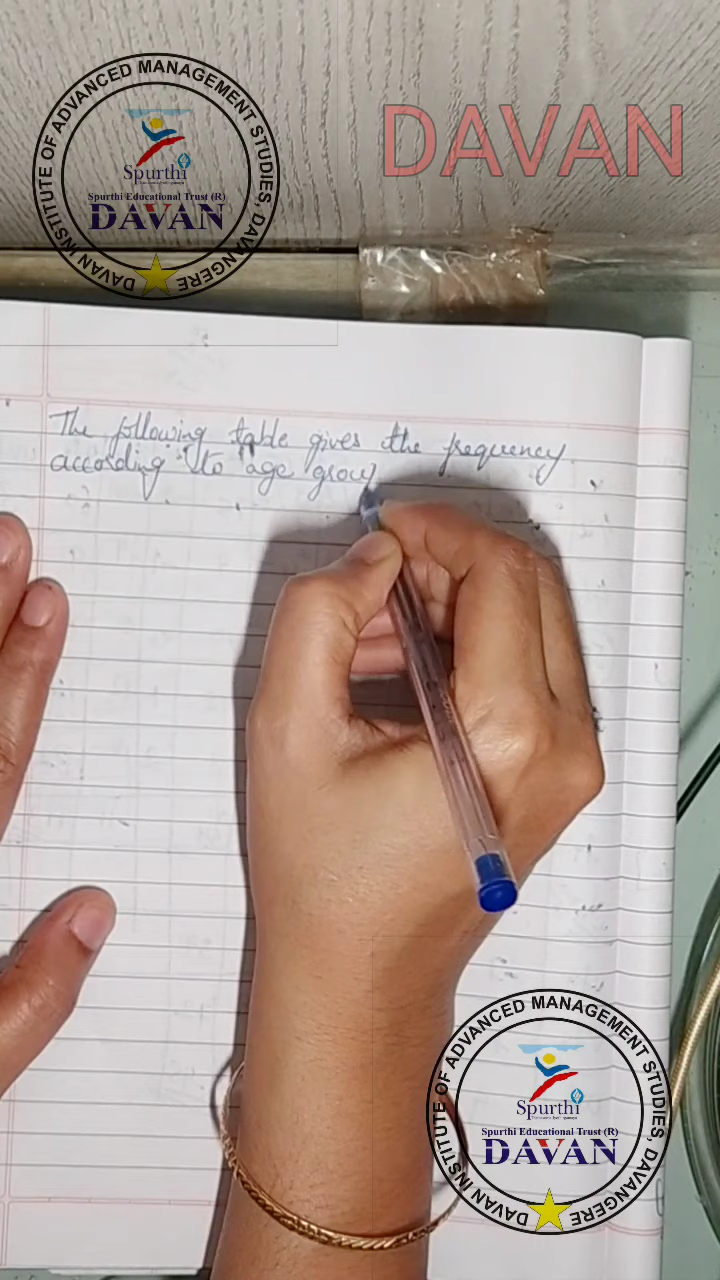 DAVAN INSTITUTE OF ADVANCED MANAGEMENT STUDIES, DAVANGERE
Spurthi
Spurthi Educational Trust (R)
DAVAN
DAVAN
The following table gives the frequency
according to age group
DAVAN INSTITUTE OF ADVANCED MANAGEMENT STUDIES, DAVANGERE
Spurthi
Spurthi Educational Trust (R)
DAVAN